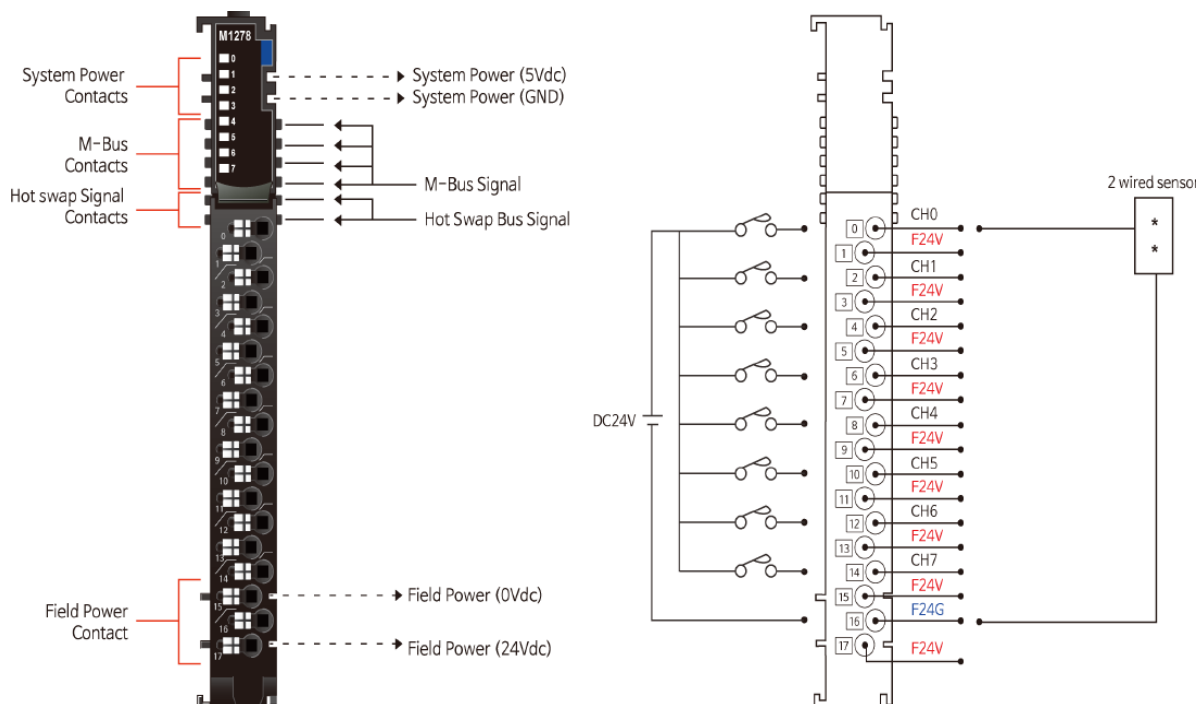 M1278
0
1
2
3
4
5
6
7
System Power
Contacts
M-Bus
Contacts
Hot swap Signal
Contacts
System Power (5Vdc)
System Power (GND)
M-Bus Signal
Hot Swap Bus Signal
0
1
2
3
4
5
6
7
8
9
10
11
12
13
14
15
16
17
Field Power
Contact
Field Power (0Vdc)
Field Power (24Vdc)
DC24V
0 CH0
1 F24V
2 CH1
3 F24V
4 CH2
5 F24V
6 CH3
7 F24V
8 CH4
9 F24V
10 CH5
11 F24V
12 CH6
13 F24V
14 CH7
15 F24V
16 F24G
17 F24V
2 wired sensor
*
*